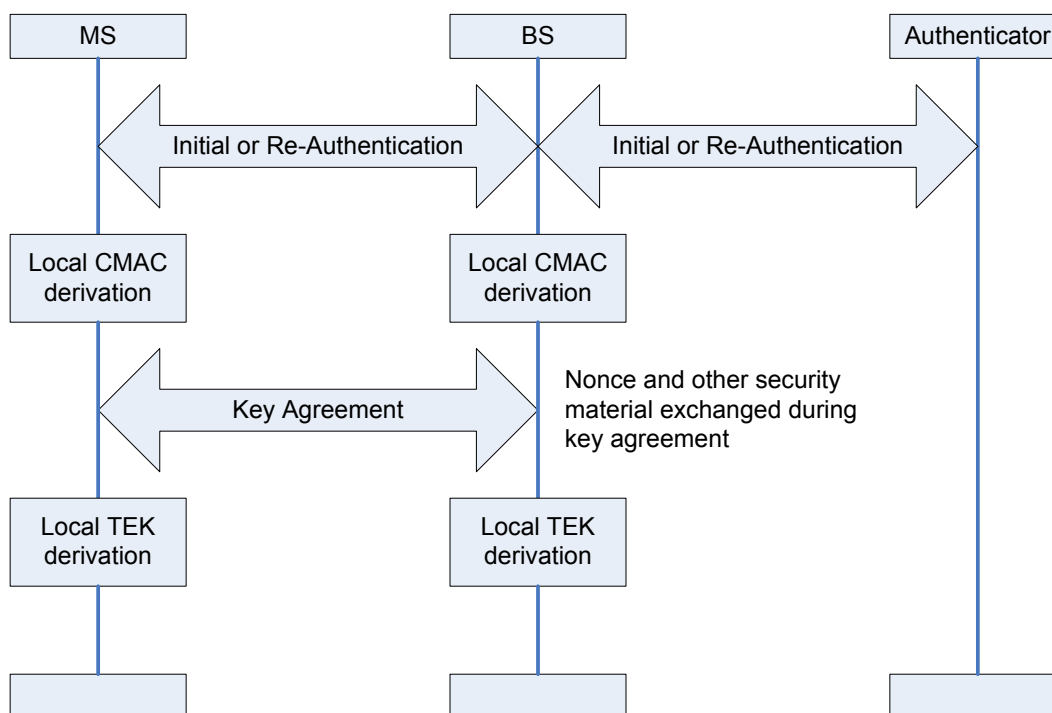 MS
BS
Authenticator
Initial or Re-Authentication
Initial or Re-Authentication
Local CMAC
derivation
Local CMAC
derivation
Key Agreement
Nonce and other security
material exchanged during
key agreement
Local TEK
derivation
Local TEK
derivation